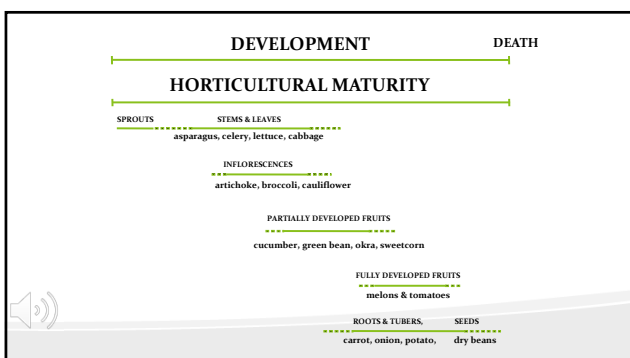 DEVELOPMENT DEATH
HORTICULTURAL MATURITY
SPROUTS STEMS & LEAVES
asparagus, celery, lettuce, cabbage
INFLORESCENCES
artichoke, broccoli, cauliflower
PARTIALLY DEVELOPED FRUITS
cucumber, green bean, okra, sweetcorn
FULLY DEVELOPED FRUITS
melons & tomatoes
ROOTS & TUBERS, SEEDS
carrot, onion, potato, dry beans